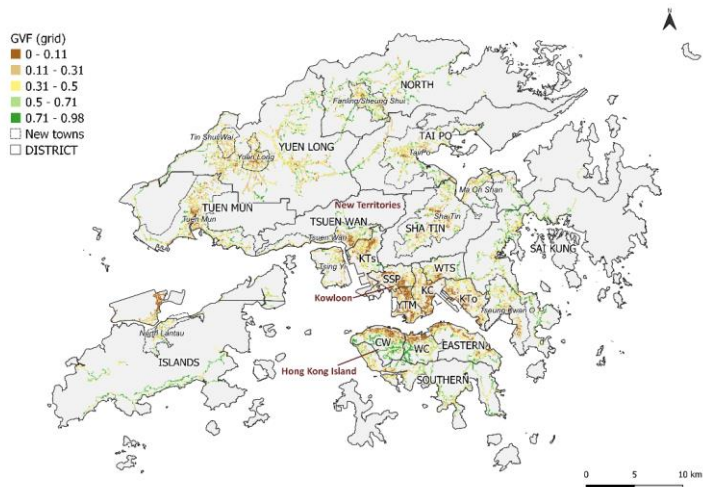 N
GVF (grid)
0 - 0.11
0.11 - 0.31
0.31 - 0.5
0.5 - 0.71
0.71 - 0.98
New towns
DISTRICT
NORTH
Fanling/Sheung Shui
TAI PO
Tai Po
Tin Shui Wai
YUEN LONG
Yuen Long
Ma On Shan
TUEN MUN
Tuen Mun
New Territories
TSUEN WAN
Tsuen Wan
Sha Tin
SHA TIN
SAI KUNG
KTs
Tsing Yi
WTS
SSP
KC
Kowloon
YTM
KTo
Tseung Kwan O
North Lantau
ISLANDS
CW
WC
EASTERN
Hong Kong Island
SOUTHERN
0 5 10 km